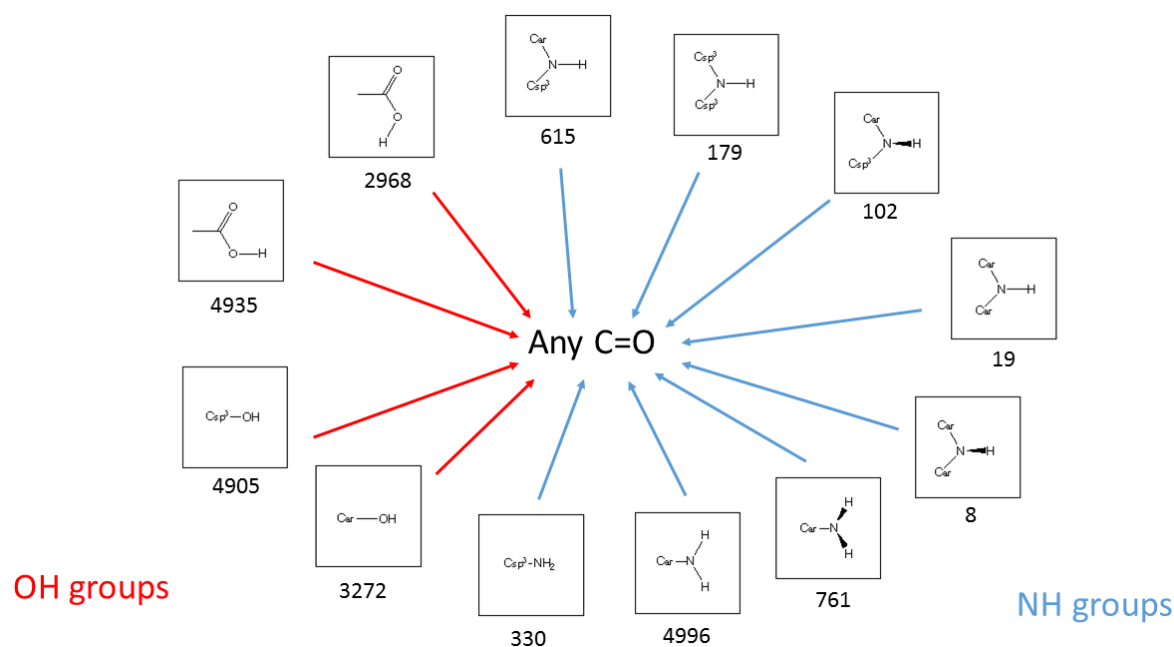 Car
N—H
Csp³
615
Csp³
N—H
Csp³
179
O
O
H
2968
Car
N H
Csp³
102
O
O—H
4935
Car
N—H
Car
19
Any C=O
Csp³—OH
4905
Car
N H
Car
8
Car—OH
3272
Csp³-NH₂
330
H
Car—N
H
4996
H
Car—N
H
761
OH groups
NH groups